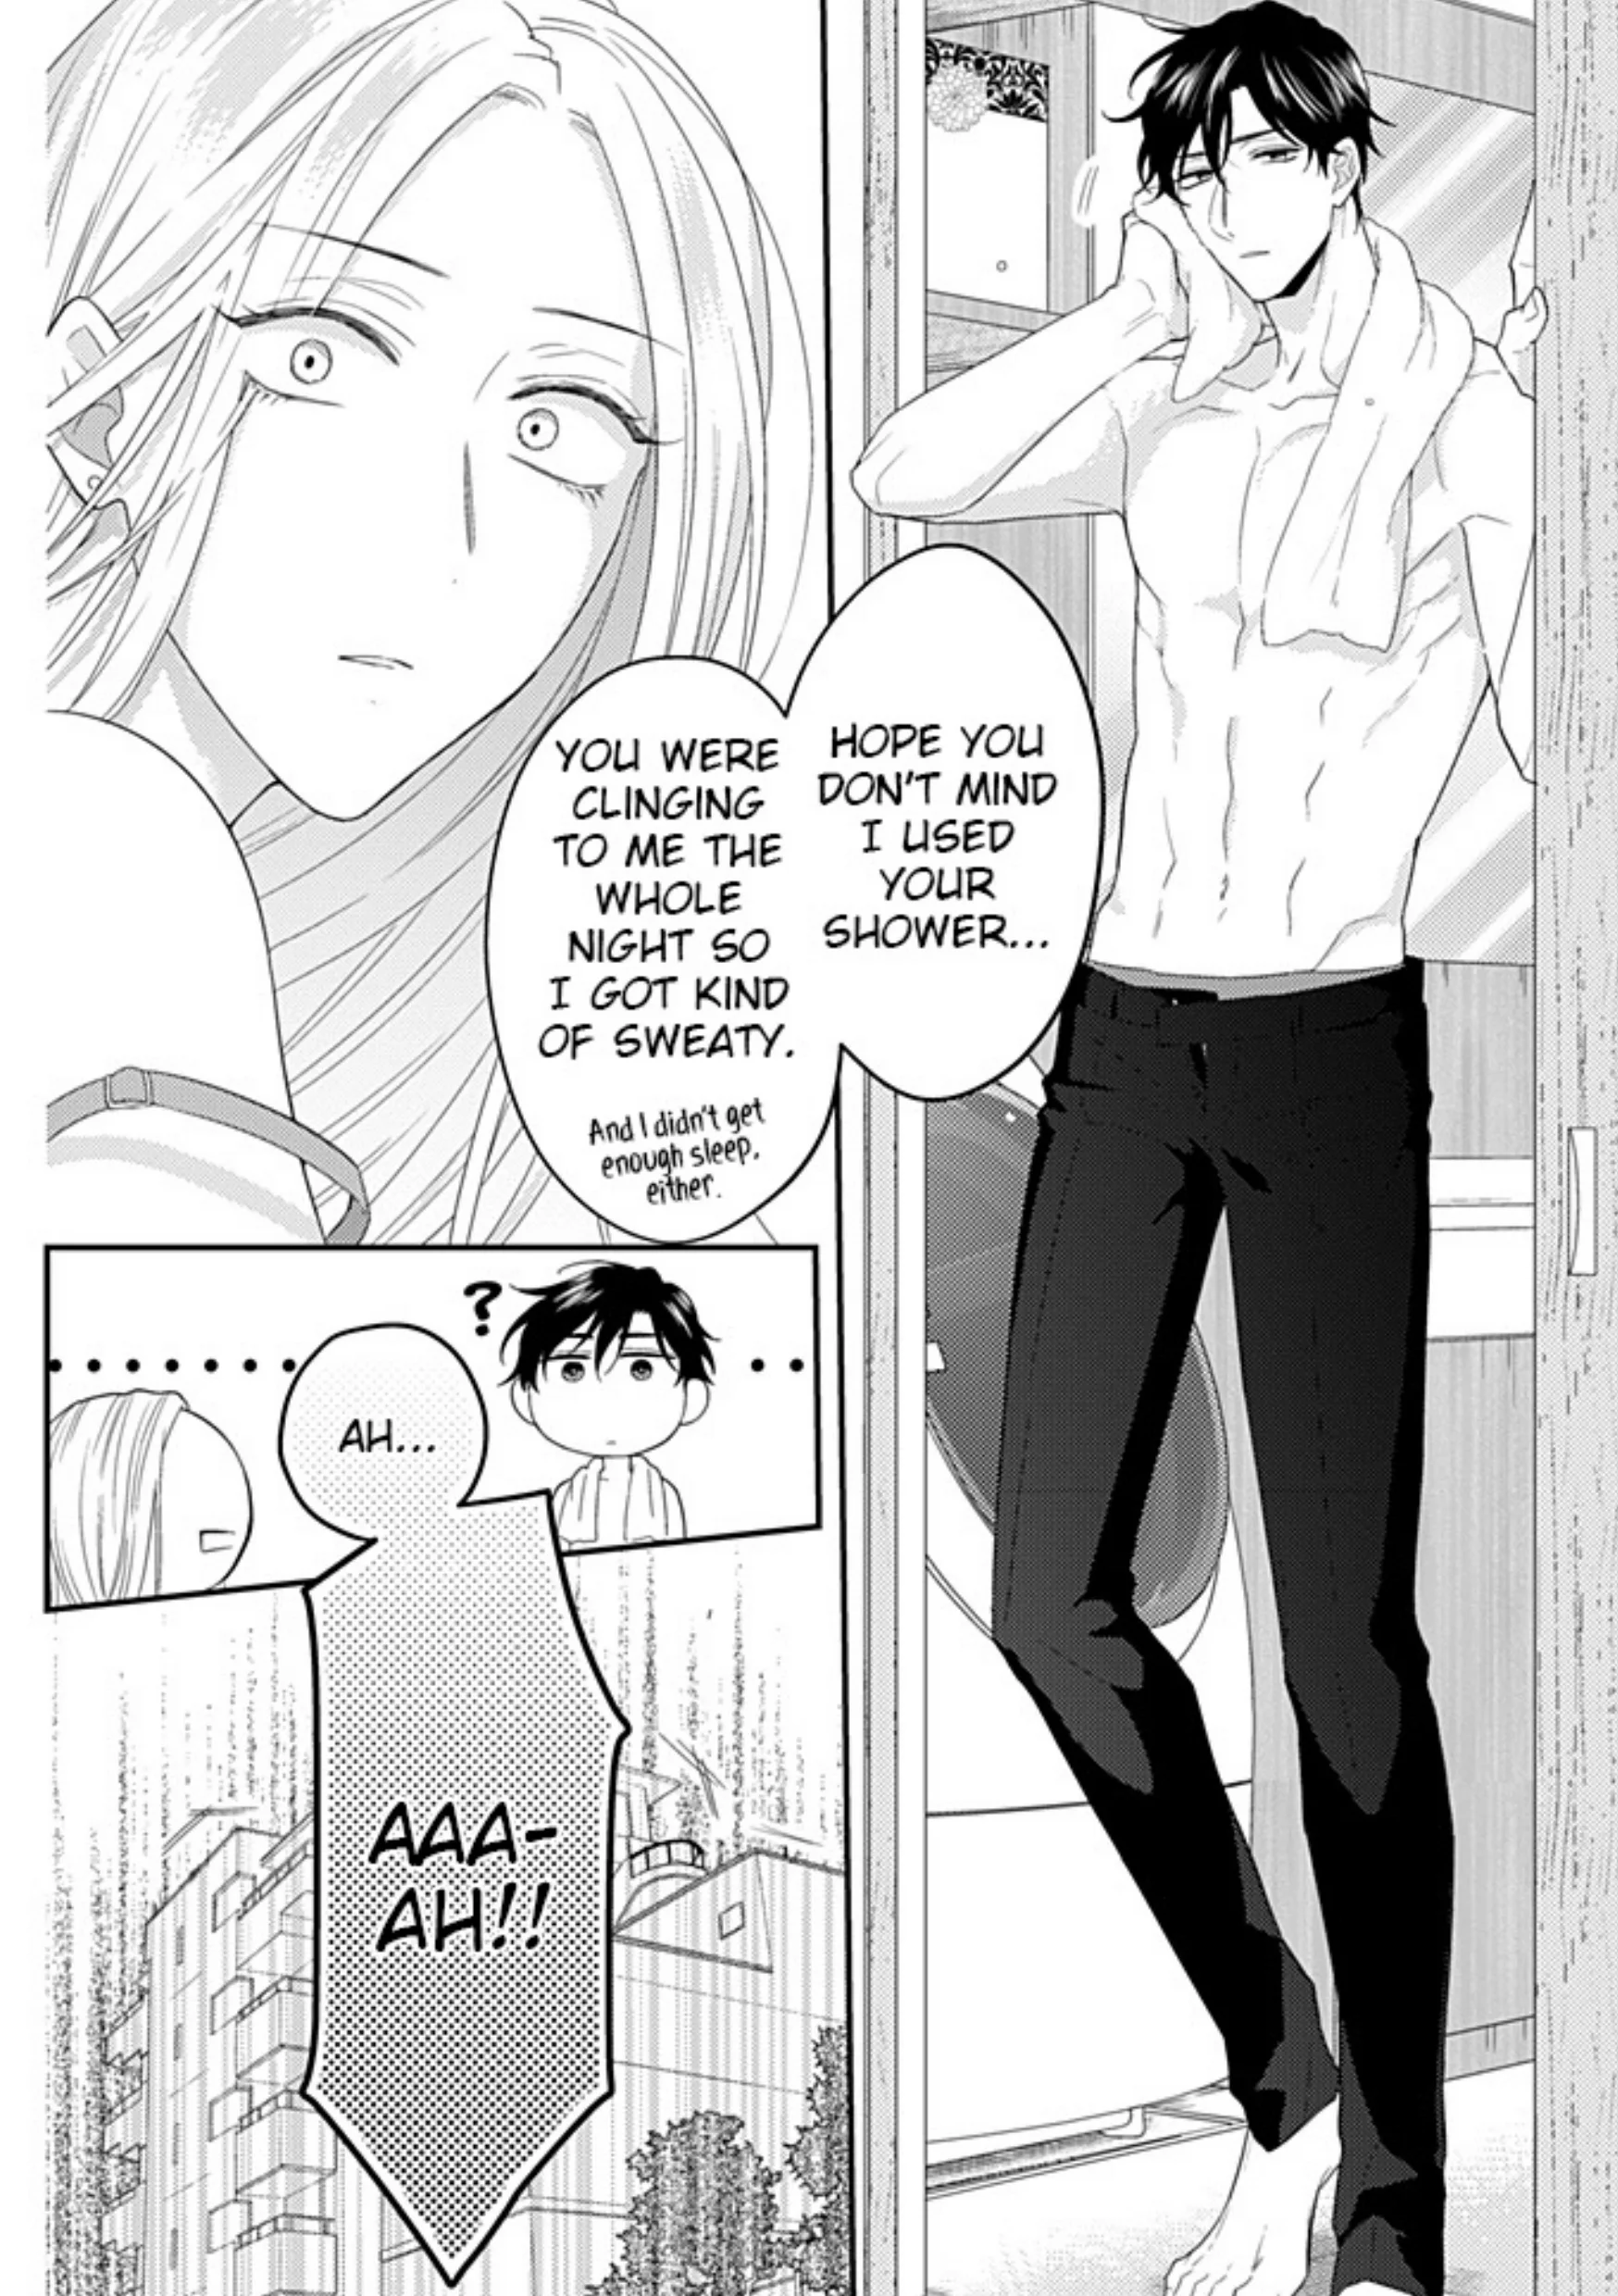 HOPE YOU
DON'T MIND
I USED
YOUR
SHOWER...
YOU WERE
CLINGING
TO ME THE
WHOLE
NIGHT SO
I GOT KIND
OF SWEATY.
And I didn't get
enough sleep,
either.
?
AH...
AAA-
AH!!